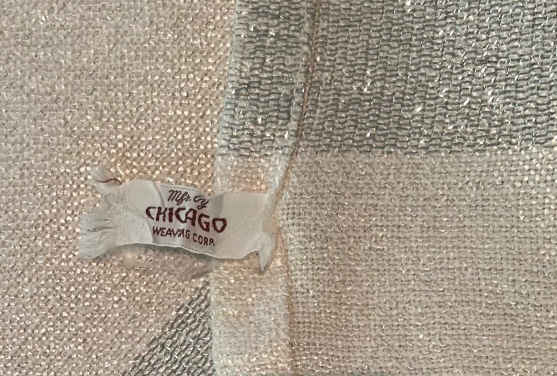 Mfr by
CHICAGO
WEAVING CORP.